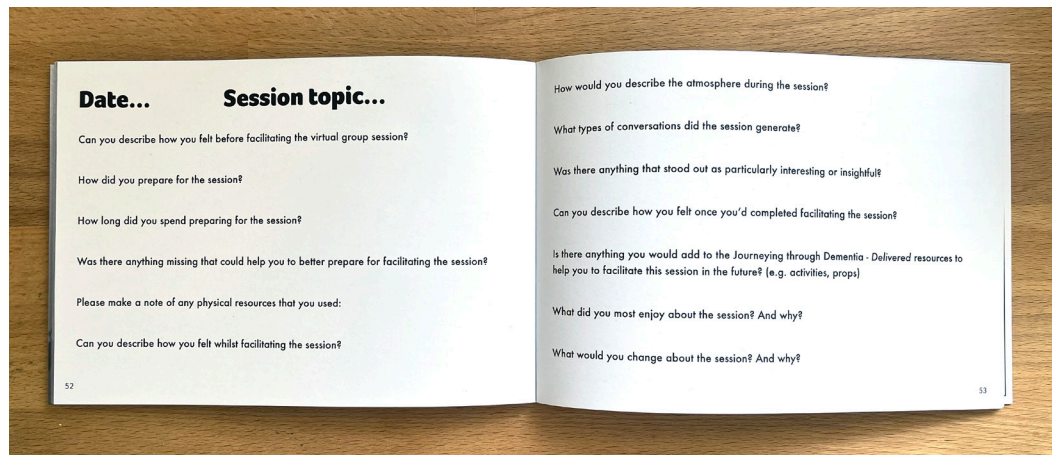 Date... Session topic...
Can you describe how you felt before facilitating the virtual group session?
How did you prepare for the session?
How long did you spend preparing for the session?
Was there anything missing that could help you to better prepare for facilitating the session?
Please make a note of any physical resources that you used:
Can you describe how you felt whilst facilitating the session?
52
How would you describe the atmosphere during the session?
What types of conversations did the session generate?
Was there anything that stood out as particularly interesting or insightful?
Can you describe how you felt once you'd completed facilitating the session?
Is there anything you would add to the Journeying through Dementia - Delivered resources to
help you to facilitate this session in the future? (e.g. activities, props)
What did you most enjoy about the session? And why?
What would you change about the session? And why?
53